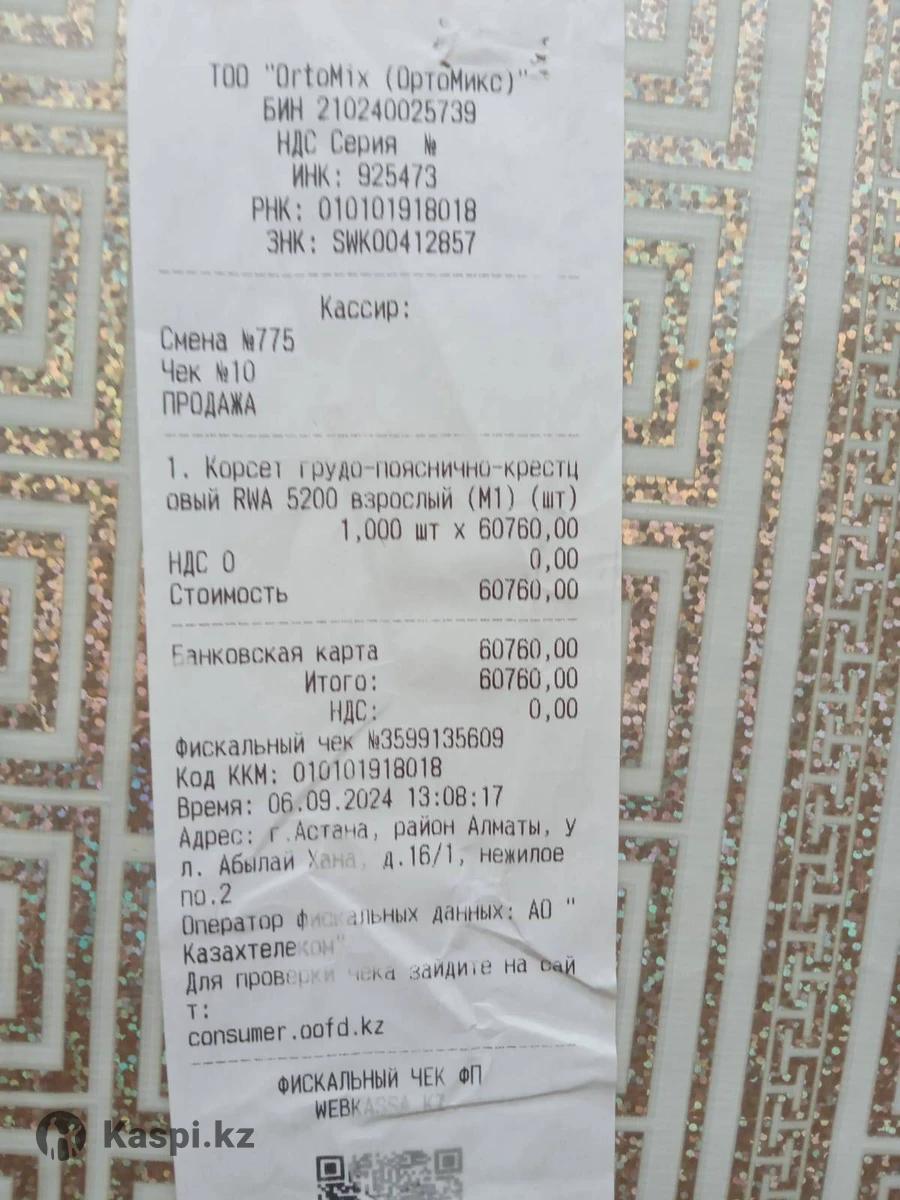 ТОО "OrtoMix (ОртоМикс)"
БИН 210240025739
НДС Серия №
ИНК: 925473
РНК: 010101918018
ЗНК: SWK00412857
Кассир:
Смена №775
Чек №10
ПРОДАЖА
1. Корсет грудо-пояснично-крестц
овый RWA 5200 взрослый (М1) (шт)
1,000 шт x 60760,00
НДС 0 0,00
Стоимость 60760,00
Банковская карта 60760,00
Итого: 60760,00
НДС: 0,00
Фискальный чек №3599135609
Код ККМ: 010101918018
Время: 06.09.2024 13:08:17
Адрес: г.Астана, район Алматы, у
л. Абылай Хана, д.16/1, нежилое
по.2
Оператор фискальных данных: АО "
Казахтелеком"
Для проверки чека зайдите на сай
т:
consumer.oofd.kz
ФИСКАЛЬНЫЙ ЧЕК ФП
WEBKASSA.KZ
Kaspi.kz